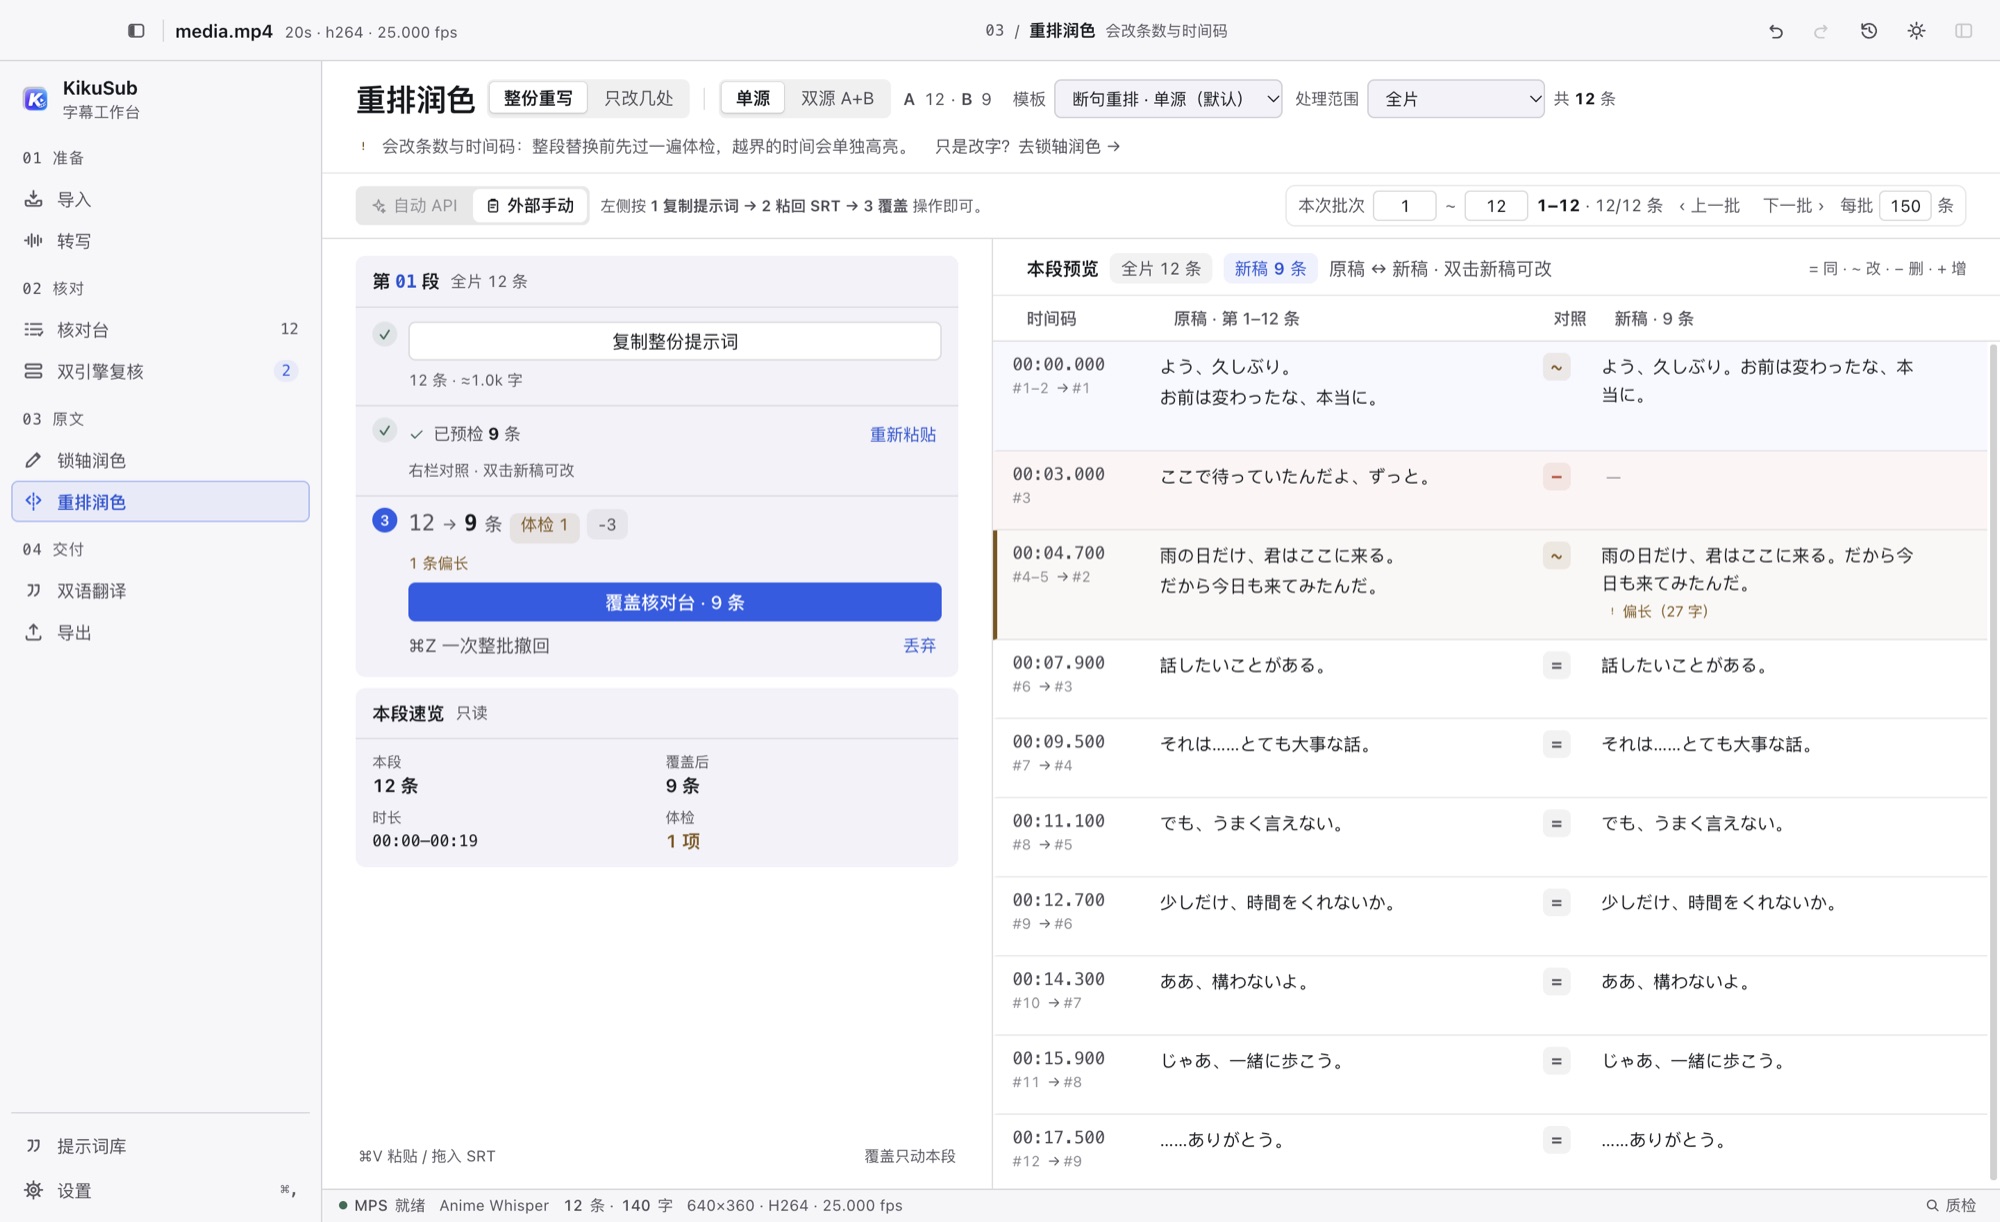 media.mp4 20s · h264 · 25.000 fps
03 / 重排润色 会改条数与时间码
KikuSub
字幕工作台
01 准备
导入
转写
02 核对
核对台 12
双引擎复核 2
03 原文
锁轴润色
重排润色
04 交付
双语翻译
导出
提示词库
设置 ⌘,
重排润色 整份重写 只改几处 单源 双源 A+B A 12 · B 9 模板 断句重排 · 单源（默认） 处理范围 全片 共 12 条
! 会改条数与时间码：整段替换前先过一遍体检，越界的时间会单独高亮。 只是改字？去锁轴润色 →
自动 API 外部手动 左侧按 1 复制提示词 → 2 粘回 SRT → 3 覆盖 操作即可。
本次批次 1 ~ 12 1–12 · 12/12 条 ‹ 上一批 下一批 › 每批 150 条
第 01 段 全片 12 条
复制整份提示词
12 条 · ≈1.0k 字
✓ 已预检 9 条 重新粘贴
右栏对照 · 双击新稿可改
3 12 → 9 条 体检 1 -3
1 条偏长
覆盖核对台 · 9 条
⌘Z 一次整批撤回 丢弃
本段速览 只读
本段 覆盖后
12 条 9 条
时长 体检
00:00–00:19 1 项
⌘V 粘贴 / 拖入 SRT 覆盖只动本段
本段预览 全片 12 条 新稿 9 条 原稿 ↔ 新稿 · 双击新稿可改 = 同 · ~ 改 · − 删 · + 增
时间码 原稿 · 第 1–12 条 对照 新稿 · 9 条
00:00.000 よう、久しぶり。 ~ よう、久しぶり。お前は変わったな、本
#1–2 → #1 お前は変わったな、本当に。 当に。
00:03.000 ここで待っていたんだよ、ずっと。 − —
#3
00:04.700 雨の日だけ、君はここに来る。 ~ 雨の日だけ、君はここに来る。だから今
#4–5 → #2 だから今日も来てみたんだ。 日も来てみたんだ。
! 偏长（27 字）
00:07.900 話したいことがある。 = 話したいことがある。
#6 → #3
00:09.500 それは……とても大事な話。 = それは……とても大事な話。
#7 → #4
00:11.100 でも、うまく言えない。 = でも、うまく言えない。
#8 → #5
00:12.700 少しだけ、時間をくれないか。 = 少しだけ、時間をくれないか。
#9 → #6
00:14.300 ああ、構わないよ。 = ああ、構わないよ。
#10 → #7
00:15.900 じゃあ、一緒に歩こう。 = じゃあ、一緒に歩こう。
#11 → #8
00:17.500 ……ありがとう。 = ……ありがとう。
#12 → #9
MPS 就绪 Anime Whisper 12 条 · 140 字 640×360 · H264 · 25.000 fps 质检